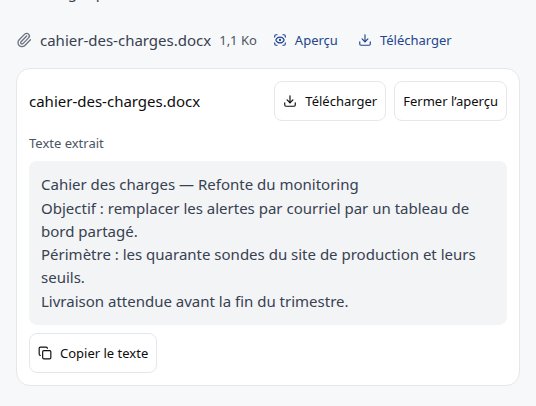 cahier-des-charges.docx 1,1 Ko Aperçu Télécharger
cahier-des-charges.docx Télécharger Fermer l’aperçu
Texte extrait
Cahier des charges — Refonte du monitoring
Objectif : remplacer les alertes par courriel par un tableau de
bord partagé.
Périmètre : les quarante sondes du site de production et leurs
seuils.
Livraison attendue avant la fin du trimestre.
Copier le texte